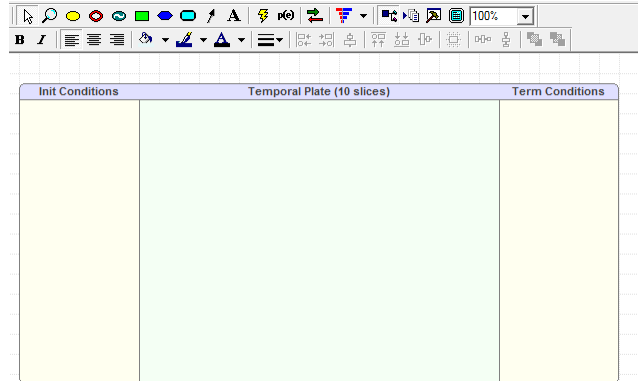 A p(e) 100%
B I A
Init Conditions Temporal Plate (10 slices) Term Conditions